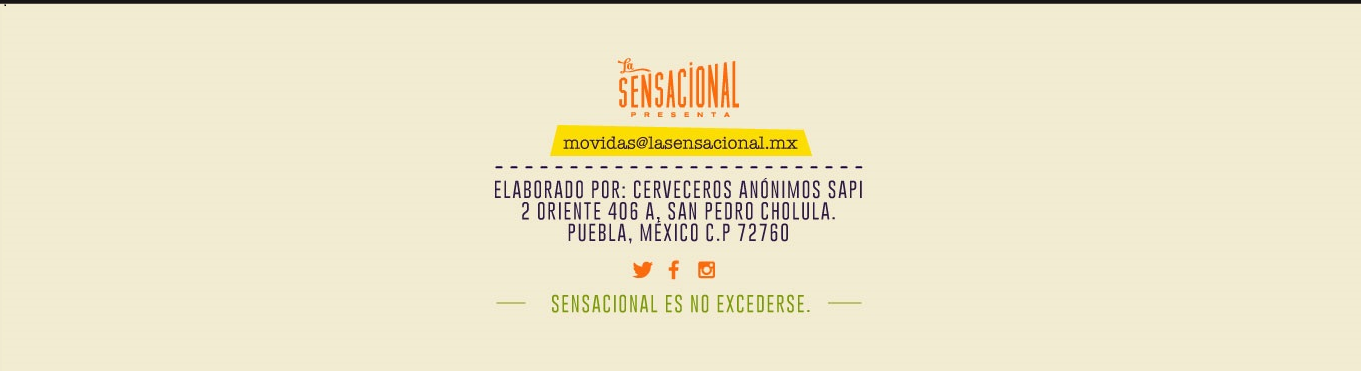 La
SENSACIONAL
PRESENTA
movidas@lasensacional.mx
ELABORADO POR: CERVECEROS ANÓNIMOS SAPI
2 ORIENTE 406 A, SAN PEDRO CHOLULA.
PUEBLA, MÉXICO C.P 72760
SENSACIONAL ES NO EXCEDERSE.